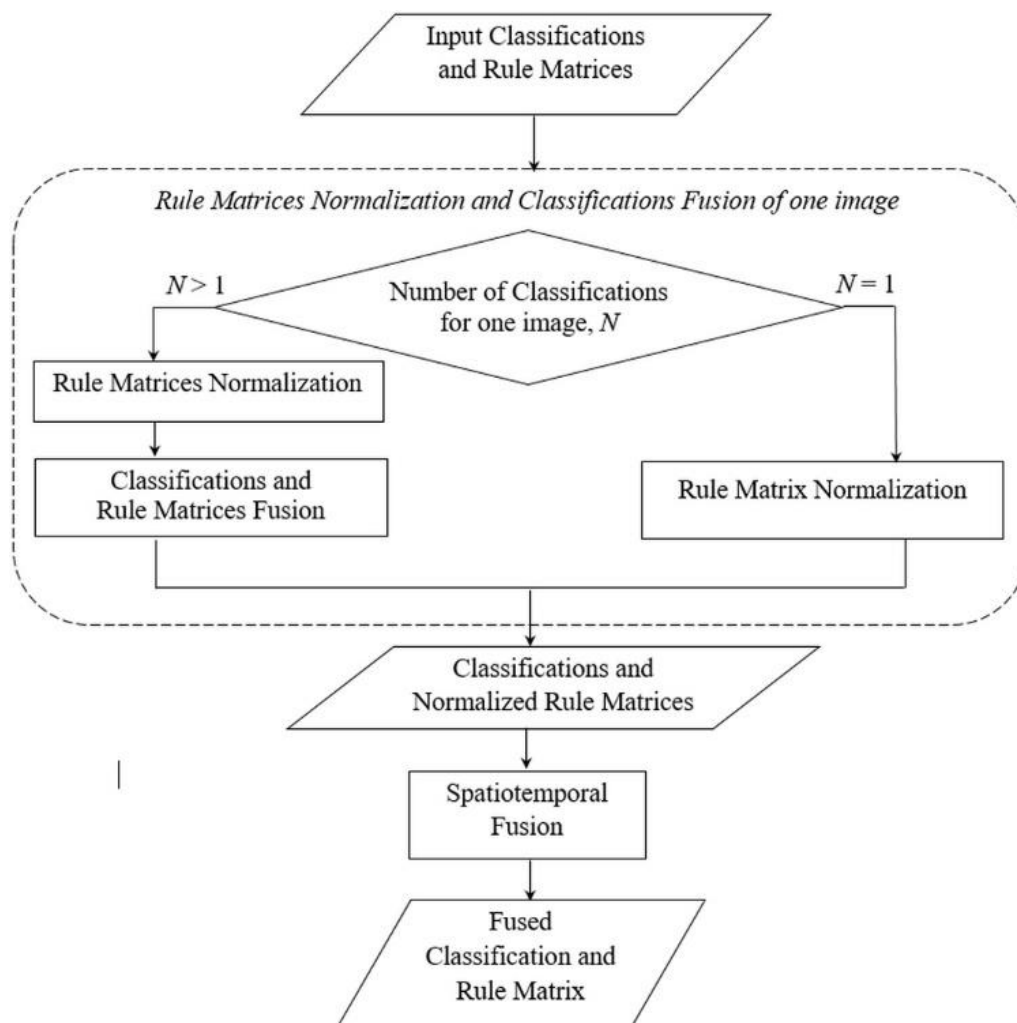 Input Classifications
and Rule Matrices
Rule Matrices Normalization and Classifications Fusion of one image
N > 1
Number of Classifications
for one image, N
N = 1
Rule Matrices Normalization
Classifications and
Rule Matrices Fusion
Rule Matrix Normalization
Classifications and
Normalized Rule Matrices
Spatiotemporal
Fusion
Fused
Classification and
Rule Matrix